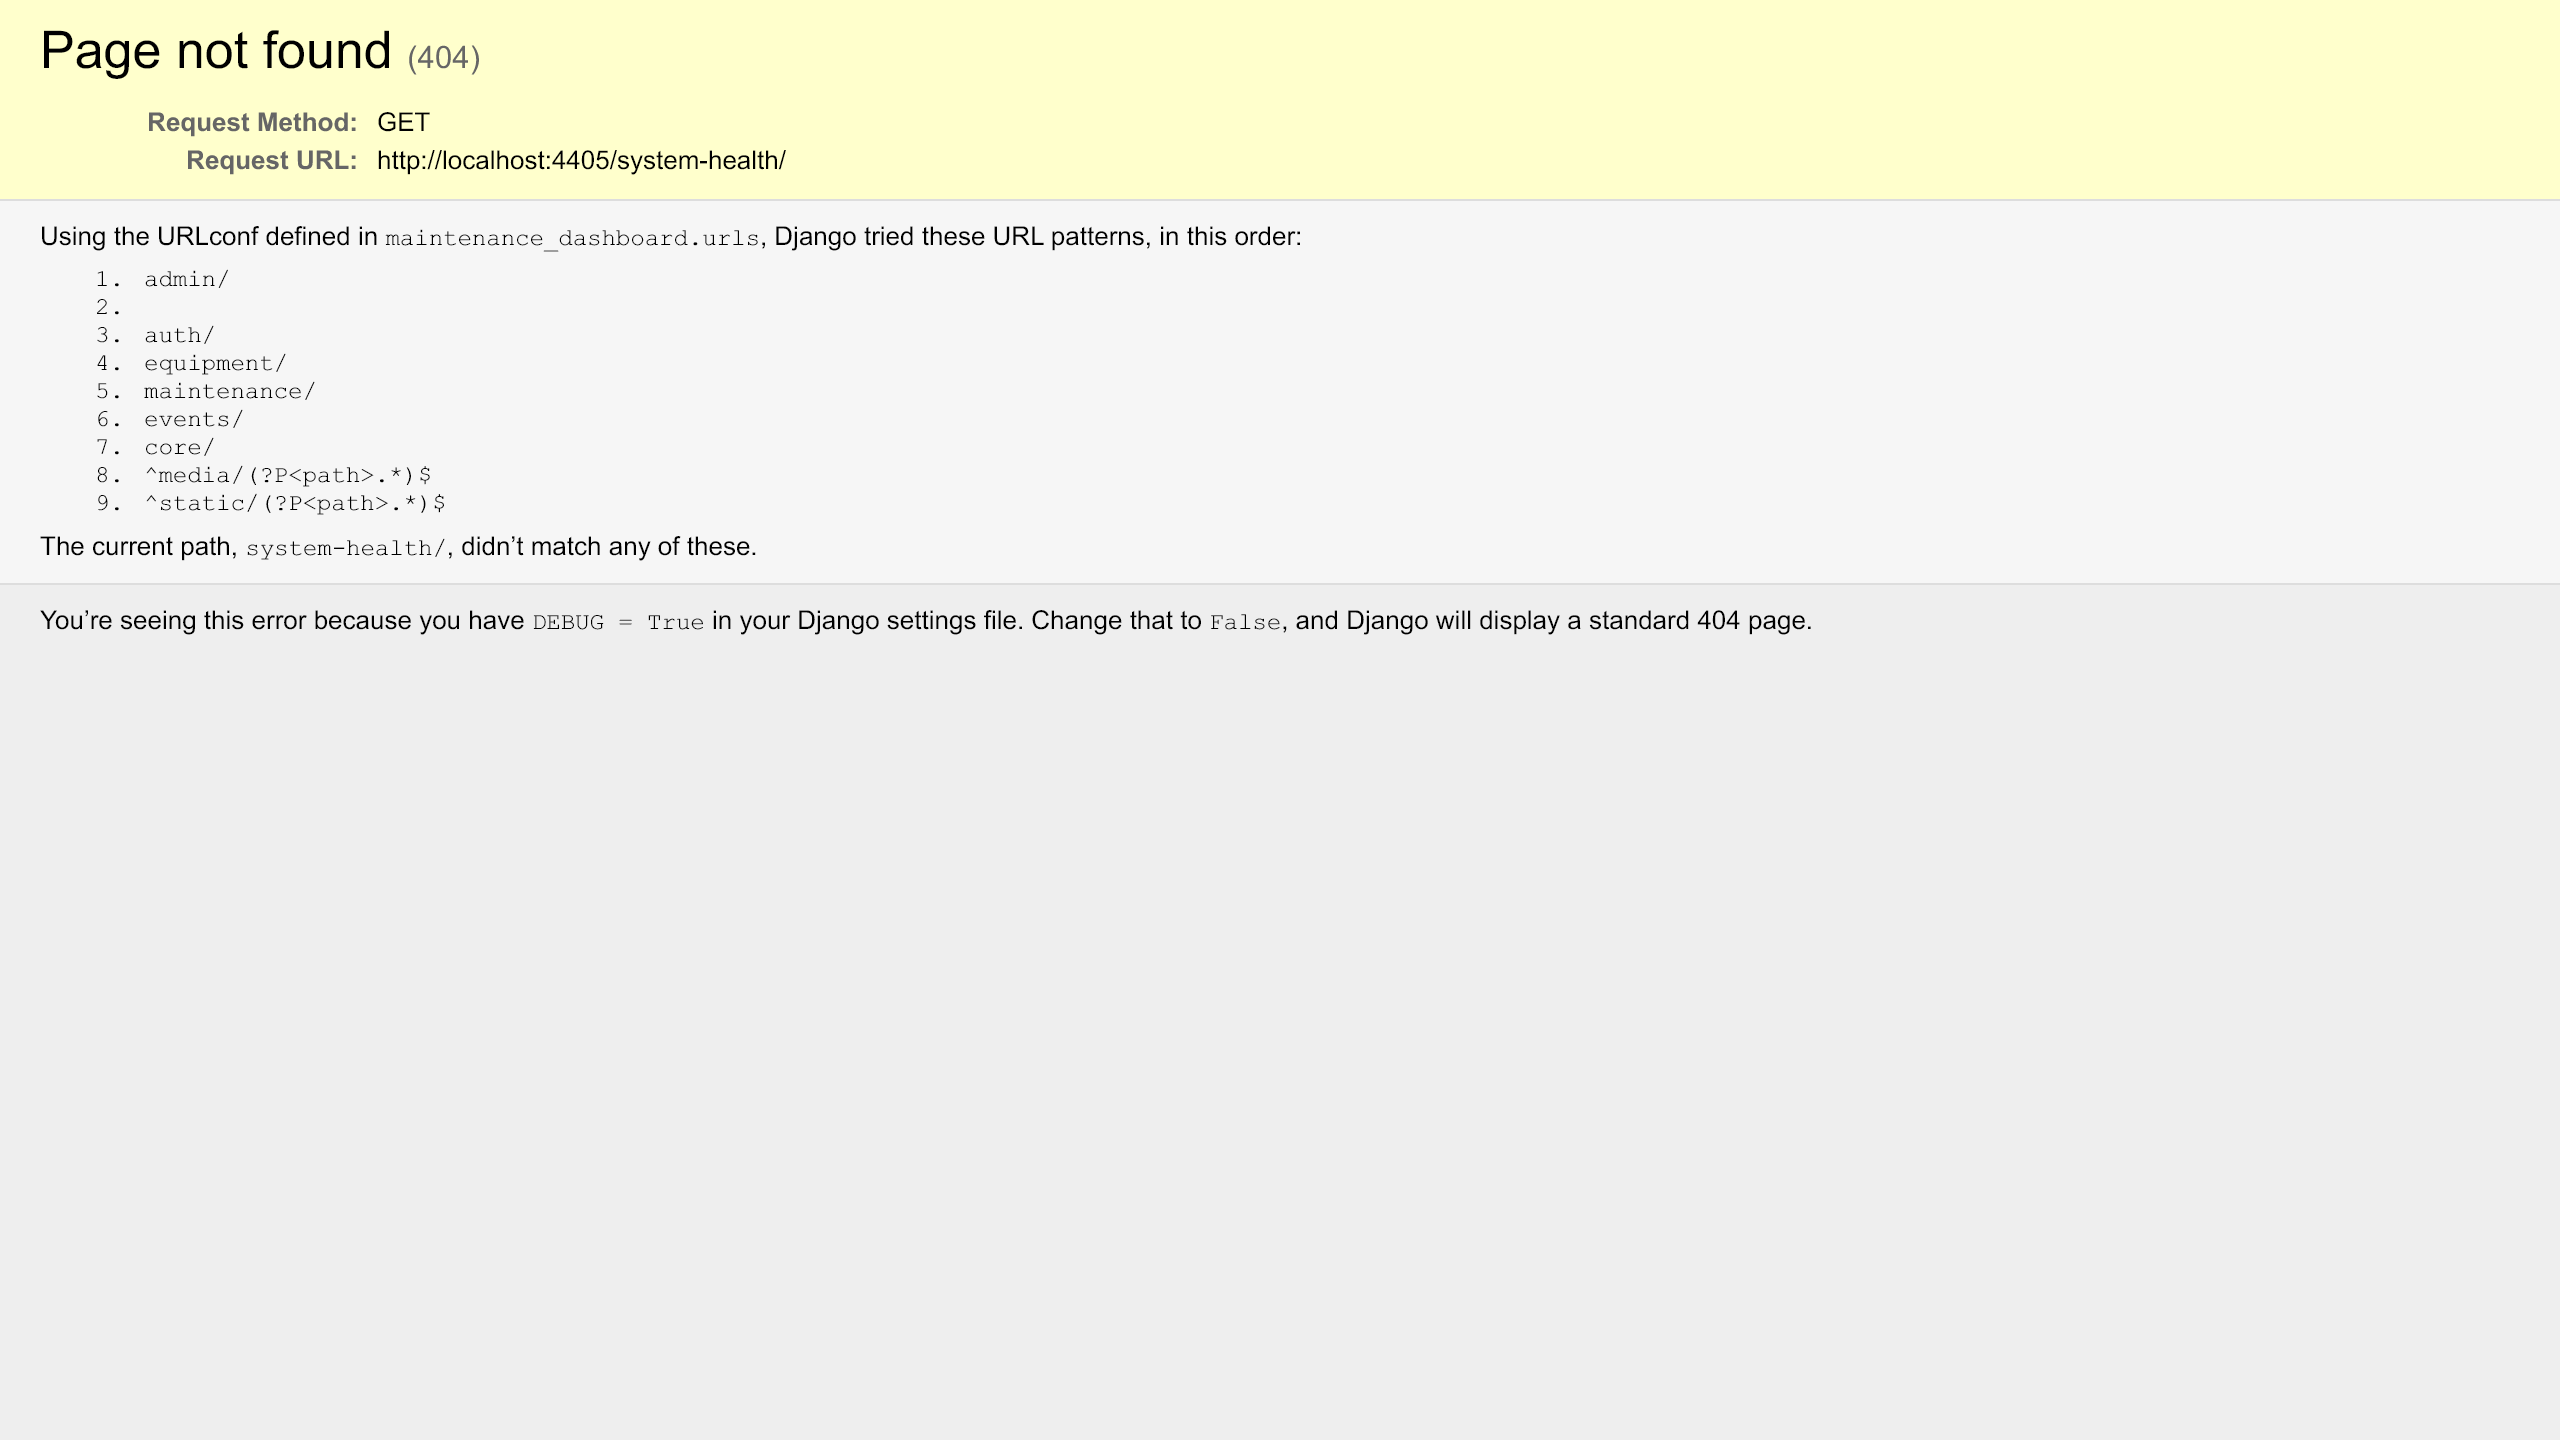 Page not found (404)
Request Method: GET
Request URL: http://localhost:4405/system-health/
Using the URLconf defined in maintenance_dashboard.urls, Django tried these URL patterns, in this order:
1. admin/
2.
3. auth/
4. equipment/
5. maintenance/
6. events/
7. core/
8. ^media/(?P<path>.*)$
9. ^static/(?P<path>.*)$
The current path, system-health/, didn’t match any of these.
You’re seeing this error because you have DEBUG = True in your Django settings file. Change that to False, and Django will display a standard 404 page.